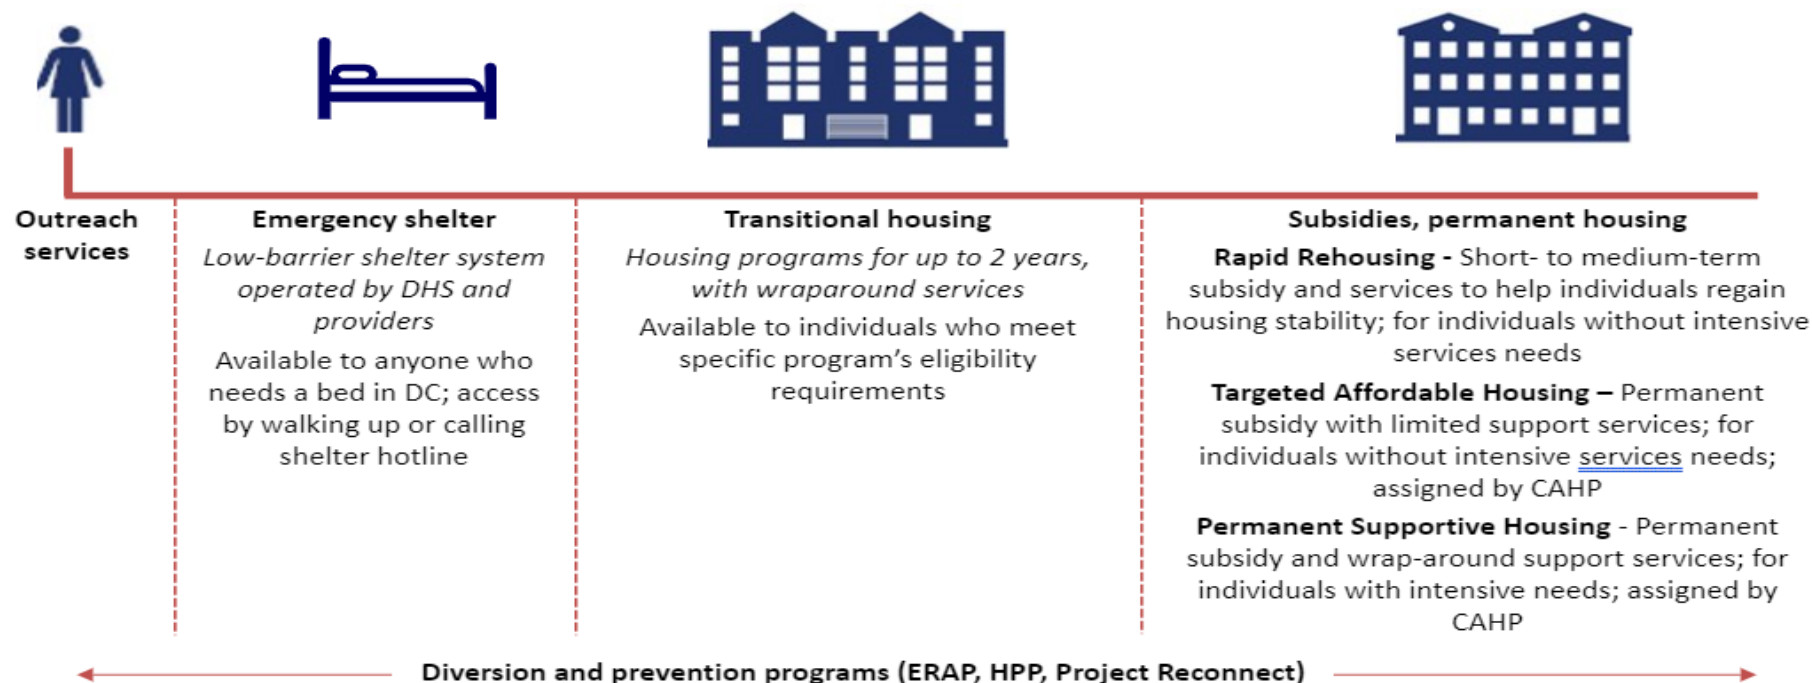 Outreach
services
Emergency shelter
Low-barrier shelter system
operated by DHS and
providers
Available to anyone who
needs a bed in DC; access
by walking up or calling
shelter hotline
Transitional housing
Housing programs for up to 2 years,
with wraparound services
Available to individuals who meet
specific program's eligibility
requirements
Subsidies, permanent housing
Rapid Rehousing - Short- to medium-term
subsidy and services to help individuals regain
housing stability; for individuals without intensive
services needs
Targeted Affordable Housing – Permanent
subsidy with limited support services; for
individuals without intensive services needs;
assigned by CAHP
Permanent Supportive Housing - Permanent
subsidy and wrap-around support services; for
individuals with intensive needs; assigned by
CAHP
Diversion and prevention programs (ERAP, HPP, Project Reconnect)